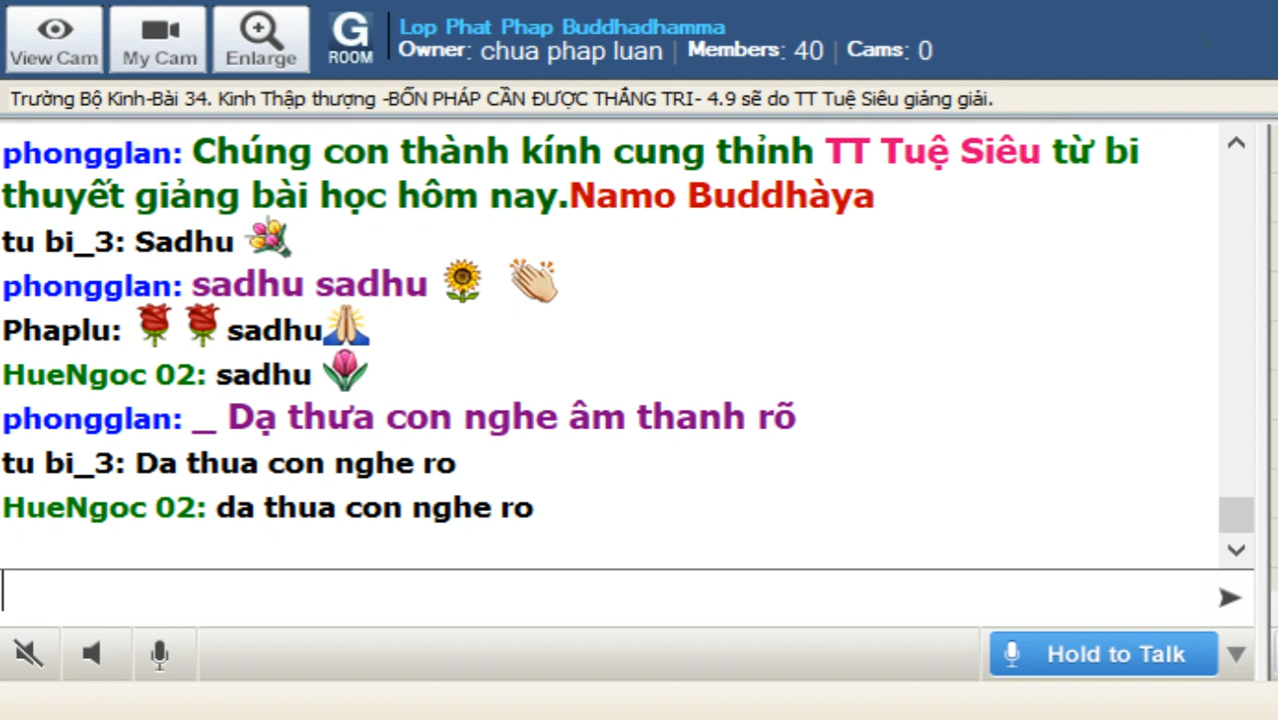 View Cam
My Cam
Enlarge
G
ROOM
Lop Phat Phap Buddhadhamma
Owner: chua phap luan | Members: 40 | Cams: 0
Trường Bộ Kinh-Bài 34. Kinh Thập thượng -BỐN PHÁP CẦN ĐƯỢC THẮNG TRI- 4.9 sẽ do TT Tuệ Siêu giảng giải.
phongglan: Chúng con thành kính cung thỉnh TT Tuệ Siêu từ bi
thuyết giảng bài học hôm nay.Namo Buddhàya
tu bi_3: Sadhu
phongglan: sadhu sadhu
Phaplu: sadhu
HueNgoc 02: sadhu
phongglan: _ Dạ thưa con nghe âm thanh rõ
tu bi_3: Da thua con nghe ro
HueNgoc 02: da thua con nghe ro
Hold to Talk